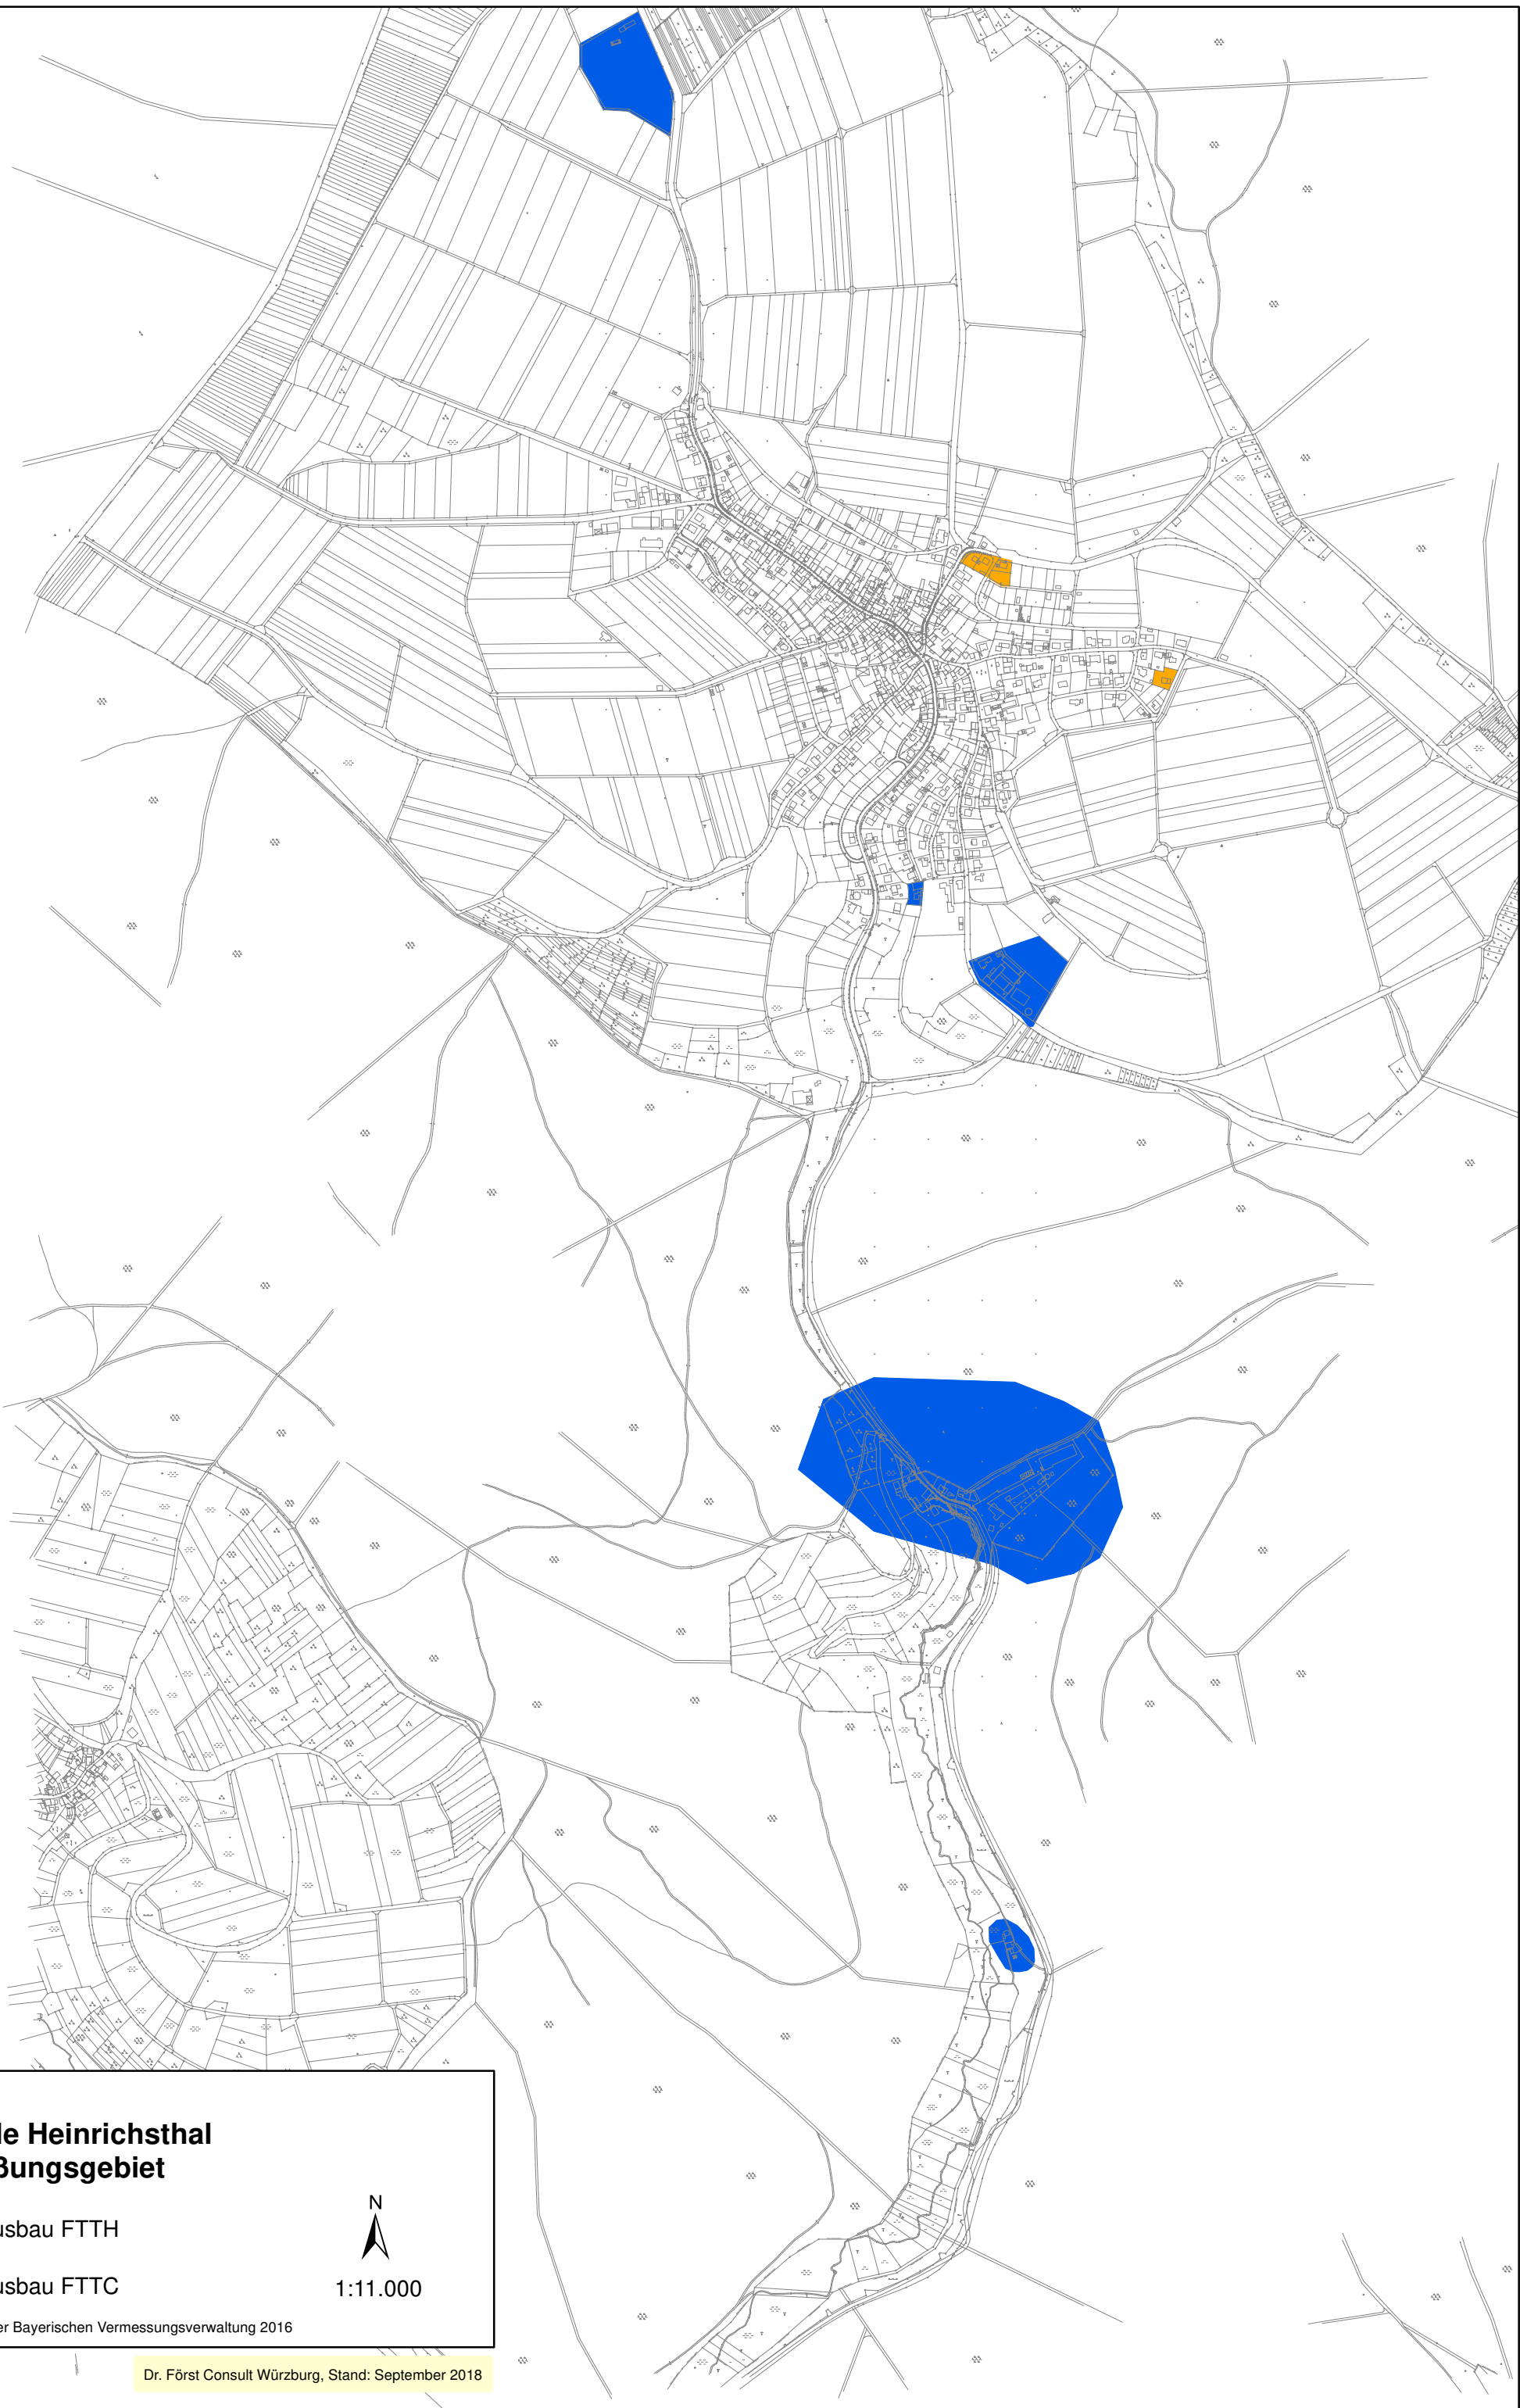 le Heinrichsthal
ßungsgebiet
N
usbau FTTH
usbau FTTC
1:11.000
er Bayerischen Vermessungsverwaltung 2016
Dr. Först Consult Würzburg, Stand: September 2018